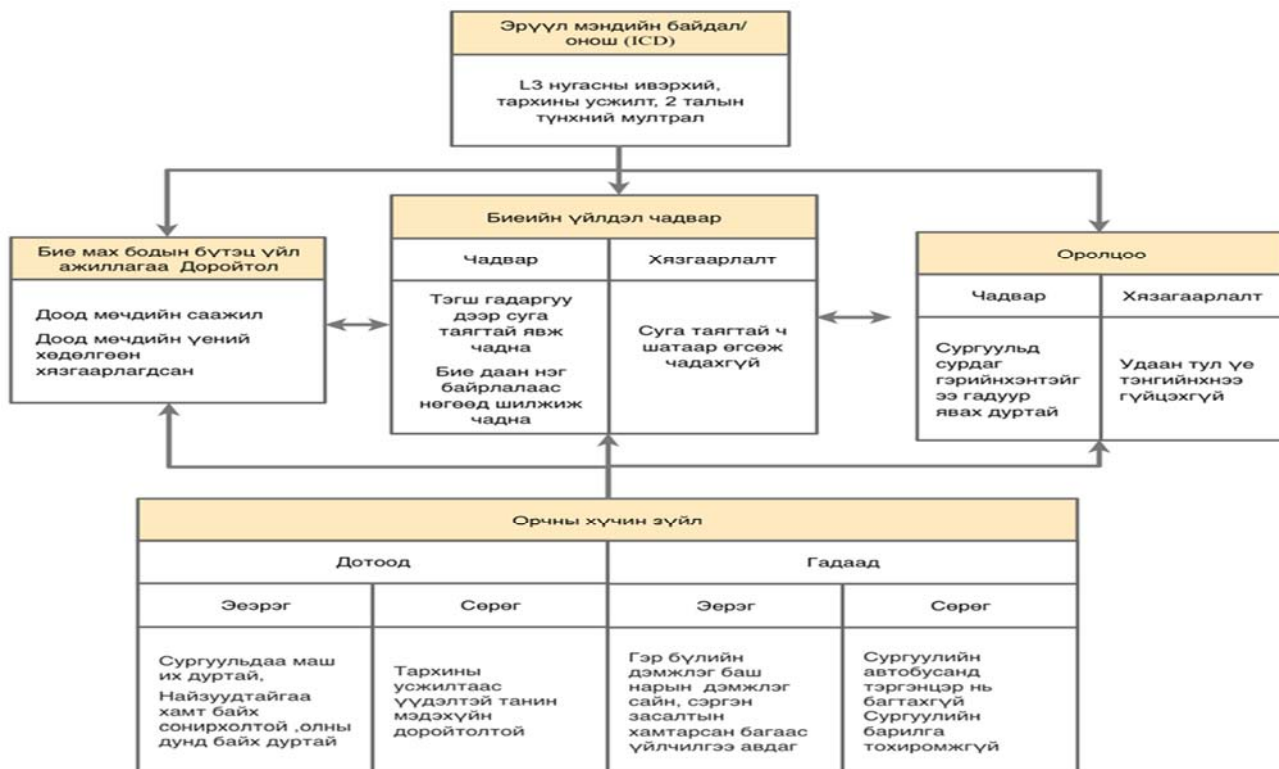 Эрүүл мэндийн байдал/
онош (ICD)
L3 нугасны ивэрхий,
тархины усжилт, 2 талын
түнхний мултрал
Бие мах бодын бүтэц үйл
ажиллагаа Доройтол
Доод мөчдийн саажил
Доод мөчдийн үений
хөдөлгөөн
хязгаарлагдсан
Биеийн үйлдэл чадвар
Чадвар
Тэгш гадаргуу
дээр суга
таягтай явж
чадна
Бие даан нэг
байрлалаас
нөгөөд шилжиж
чадна
Хязгаарлалт
Суга таягтай ч
шатаар өгсөж
чадахгүй
Оролцоо
Чадвар
Сургуульд
сурдаг
гэрийнхэнтэйг
ээ гадуур
явах дуртай
Хязагаарлалт
Удаан тул үе
тэнгийнхнээ
гүйцэхгүй
Орчны хүчин зүйл
Дотоод
Эеэрэг
Сургуульдаа маш
их дуртай,
Найзуудтайгаа
хамт байх
сонирхолтой ,олны
дунд байх дуртай
Сөрөг
Тархины
усжилтаас
үүдэлтэй танин
мэдэхүйн
доройтолтой
Гадаад
Эерэг
Гэр бүлийн
дэмжлэг баш
нарын дэмжлэг
сайн, сэргэн
засалтын
хамтарсан багаас
үйлчилгээ авдаг
Сөрөг
Сургуулийн
автобусанд
тэргэнцэр нь
багтахгүй
Сургуулийн
барилга
тохиромжгүй